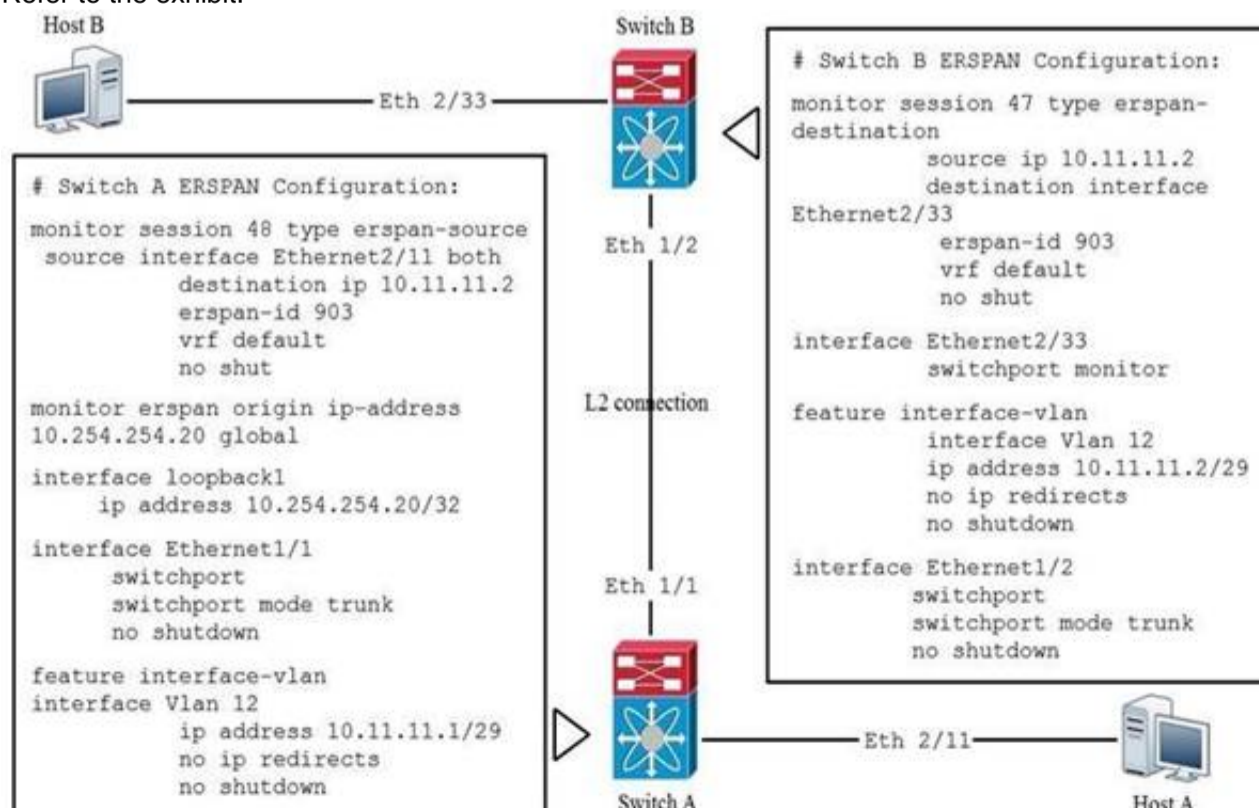 Refer to the exhibit.
Host B
Switch B
Eth 2/33
# Switch B ERSPAN Configuration:
monitor session 47 type erspan-
destination
source ip 10.11.11.2
destination interface
Ethernet2/33
erspan-id 903
vrf default
no shut
interface Ethernet2/33
switchport monitor
feature interface-vlan
interface Vlan 12
ip address 10.11.11.2/29
no ip redirects
no shutdown
interface Ethernet1/2
switchport
switchport mode trunk
no shutdown
# Switch A ERSPAN Configuration:
monitor session 48 type erspan-source
source interface Ethernet2/11 both
destination ip 10.11.11.2
erspan-id 903
vrf default
no shut
monitor erspan origin ip-address
10.254.254.20 global
interface loopback1
ip address 10.254.254.20/32
interface Ethernet1/1
switchport
switchport mode trunk
no shutdown
feature interface-vlan
interface Vlan 12
ip address 10.11.11.1/29
no ip redirects
no shutdown
Eth 1/2
L2 connection
Eth 1/1
Eth 2/11
Switch A
Host A